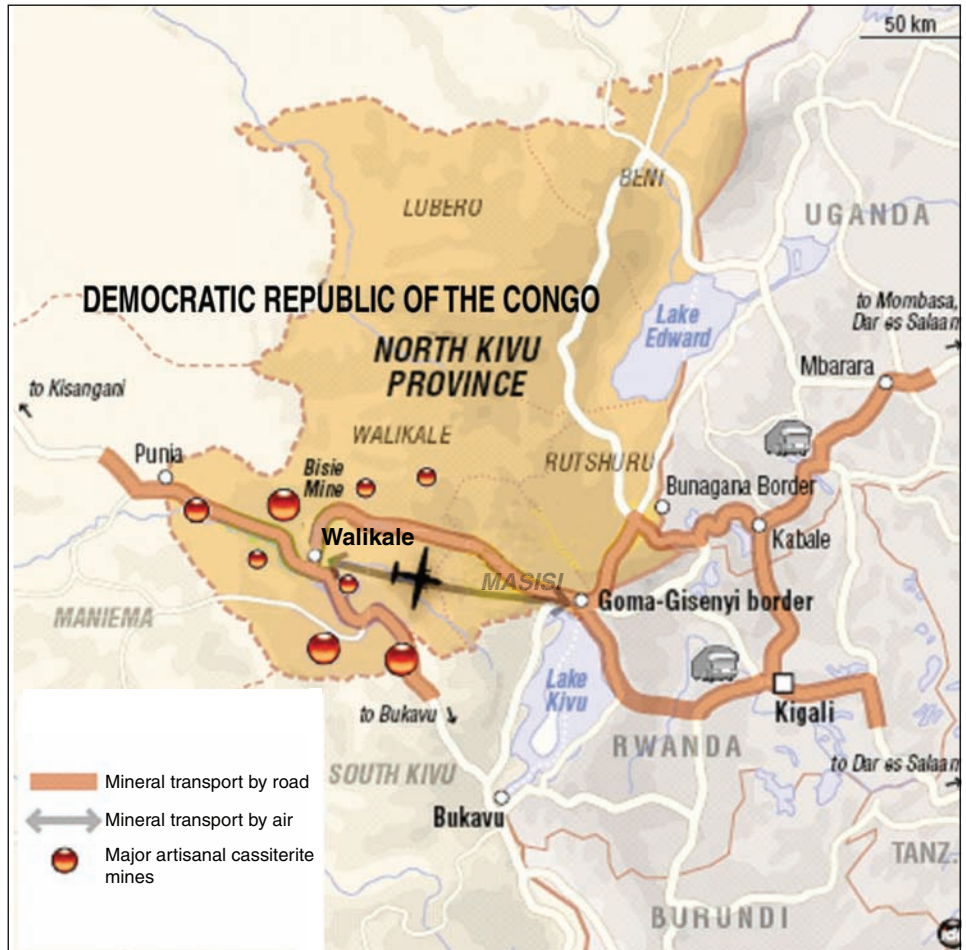 50 km
BENI
LUBERO
UGANDA
DEMOCRATIC REPUBLIC OF THE CONGO
to Mombasa,
Dar es Salaam
Lake
Edward
NORTH KIVU
PROVINCE
Mbarara
to Kisangani
WALIKALE
Punia
Bisie
Mine
RUTSHURU
Bunagana Border
Walikale
Kabale
MASISI
Goma-Gisenyi border
MANIEMA
Lake
Kivu
to Bukavu
Kigali
RWANDA
SOUTH KIVU
to Dar es Salaam
Bukavu
TANZ.
BURUNDI
Mineral transport by road
Mineral transport by air
Major artisanal cassiterite
mines